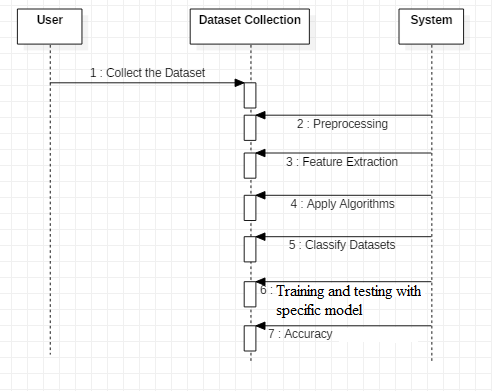 User
Dataset Collection
System
1 : Collect the Dataset
2 : Preprocessing
3 : Feature Extraction
4 : Apply Algorithms
5 : Classify Datasets
6 : Training and testing with
specific model
7 : Accuracy